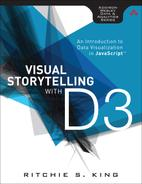 ADDISON
WESLEY
DATA &
ANALYTICS
SERIES
An Introduction to
Data Visualization
in JavaScript™
VISUAL
STORYTELLING
WITH
D3
RITCHIE S. KING